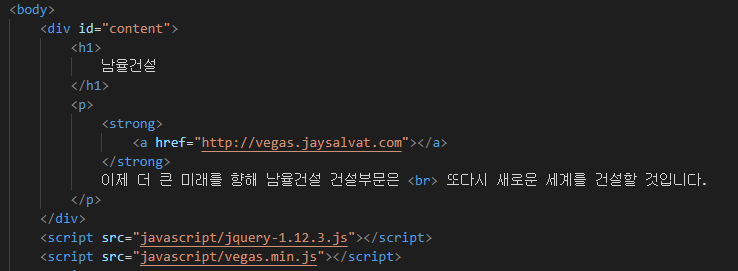 <body>
<div id="content">
<h1>
남율건설
</h1>
<p>
<strong>
<a href="http://vegas.jaysalvat.com"></a>
</strong>
이제 더 큰 미래를 향해 남율건설 건설부문은 <br> 또다시 새로운 세계를 건설할 것입니다.
</p>
</div>
<script src="javascript/jquery-1.12.3.js"></script>
<script src="javascript/vegas.min.js"></script>